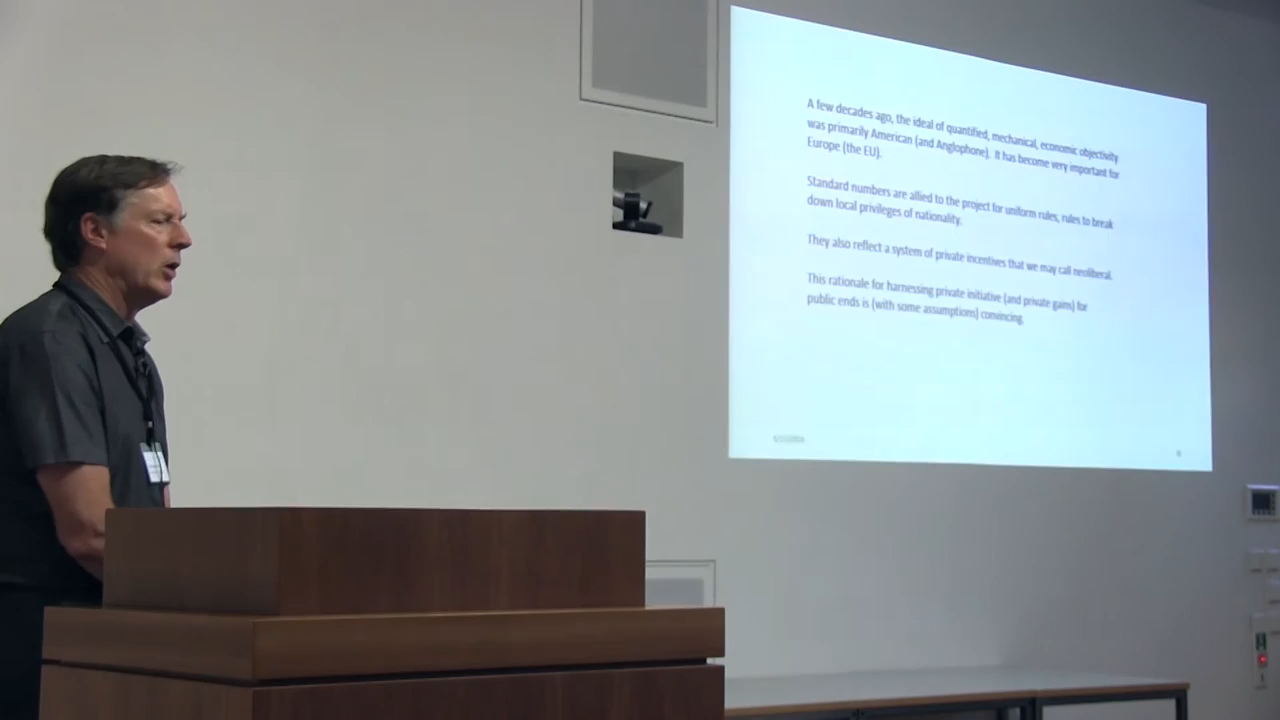 A few decades ago, the ideal of quantified, mechanical, economic objectivity
was primarily American (and Anglophone). It has become very important for
Europe (the EU).
Standard numbers are allied to the project for uniform rules, rules to break
down local privileges of nationality.
They also reflect a system of private incentives that we may call neoliberal.
This rationale for harnessing private initiative (and private gains) for
public ends is (with some assumptions) convincing.